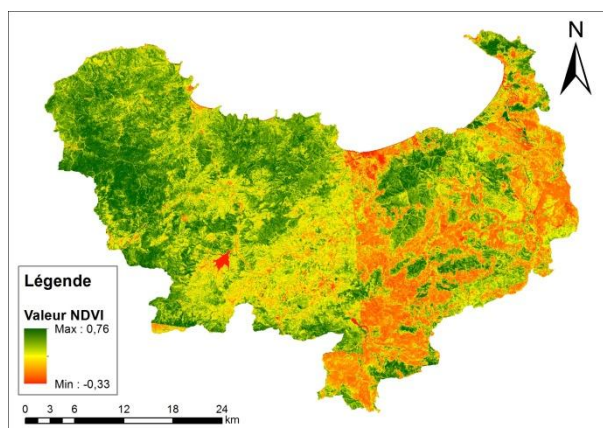 N
Légende
Valeur NDVI
Max : 0,76
Min : -0,33
0 3 6 12 18 24
km